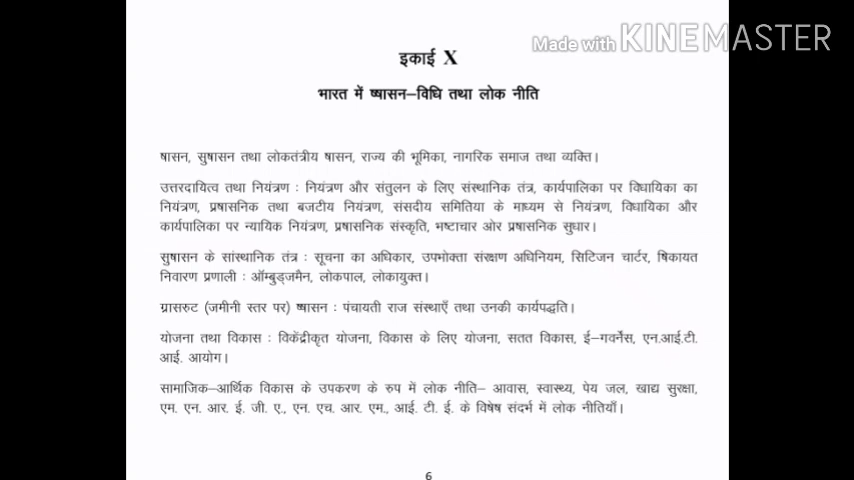 Made with KINEMASTER
इकाई X
भारत में ष्षासन–विधि तथा लोक नीति
षासन, सुषासन तथा लोकतंत्रीय षासन, राज्य की भूमिका, नागरिक समाज तथा व्यक्ति।
उत्तरदायित्व तथा नियंत्रण : नियंत्रण और संतुलन के लिए संस्थानिक तंत्र, कार्यपालिका पर विधायिका का
नियंत्रण, प्रषासनिक तथा बजटीय नियंत्रण, संसदीय समितिया के माध्यम से नियंत्रण, विधायिका और
कार्यपालिका पर न्यायिक नियंत्रण, प्रषासनिक संस्कृति, भष्टाचार ओर प्रषासनिक सुधार।
सुषासन के सांस्थानिक तंत्र : सूचना का अधिकार, उपभोक्ता संरक्षण अधिनियम, सिटिजन चार्टर, षिकायत
निवारण प्रणाली : ऑम्बुड्जमैन, लोकपाल, लोकायुक्त।
ग्रासरुट (जमीनी स्तर पर) ष्षासन : पंचायती राज संस्थाएँ तथा उनकी कार्यपद्धति।
योजना तथा विकास : विकेंद्रीकृत योजना, विकास के लिए योजना, सतत विकास, ई–गवर्नेंस, एन.आई.टी.
आई. आयोग।
सामाजिक–आर्थिक विकास के उपकरण के रुप में लोक नीति– आवास, स्वास्थ्य, पेय जल, खाद्य सुरक्षा,
एम. एन. आर. ई. जी. ए., एन. एच. आर. एम., आई. टी. ई. के विषेष संदर्भ में लोक नीतियाँ।
6